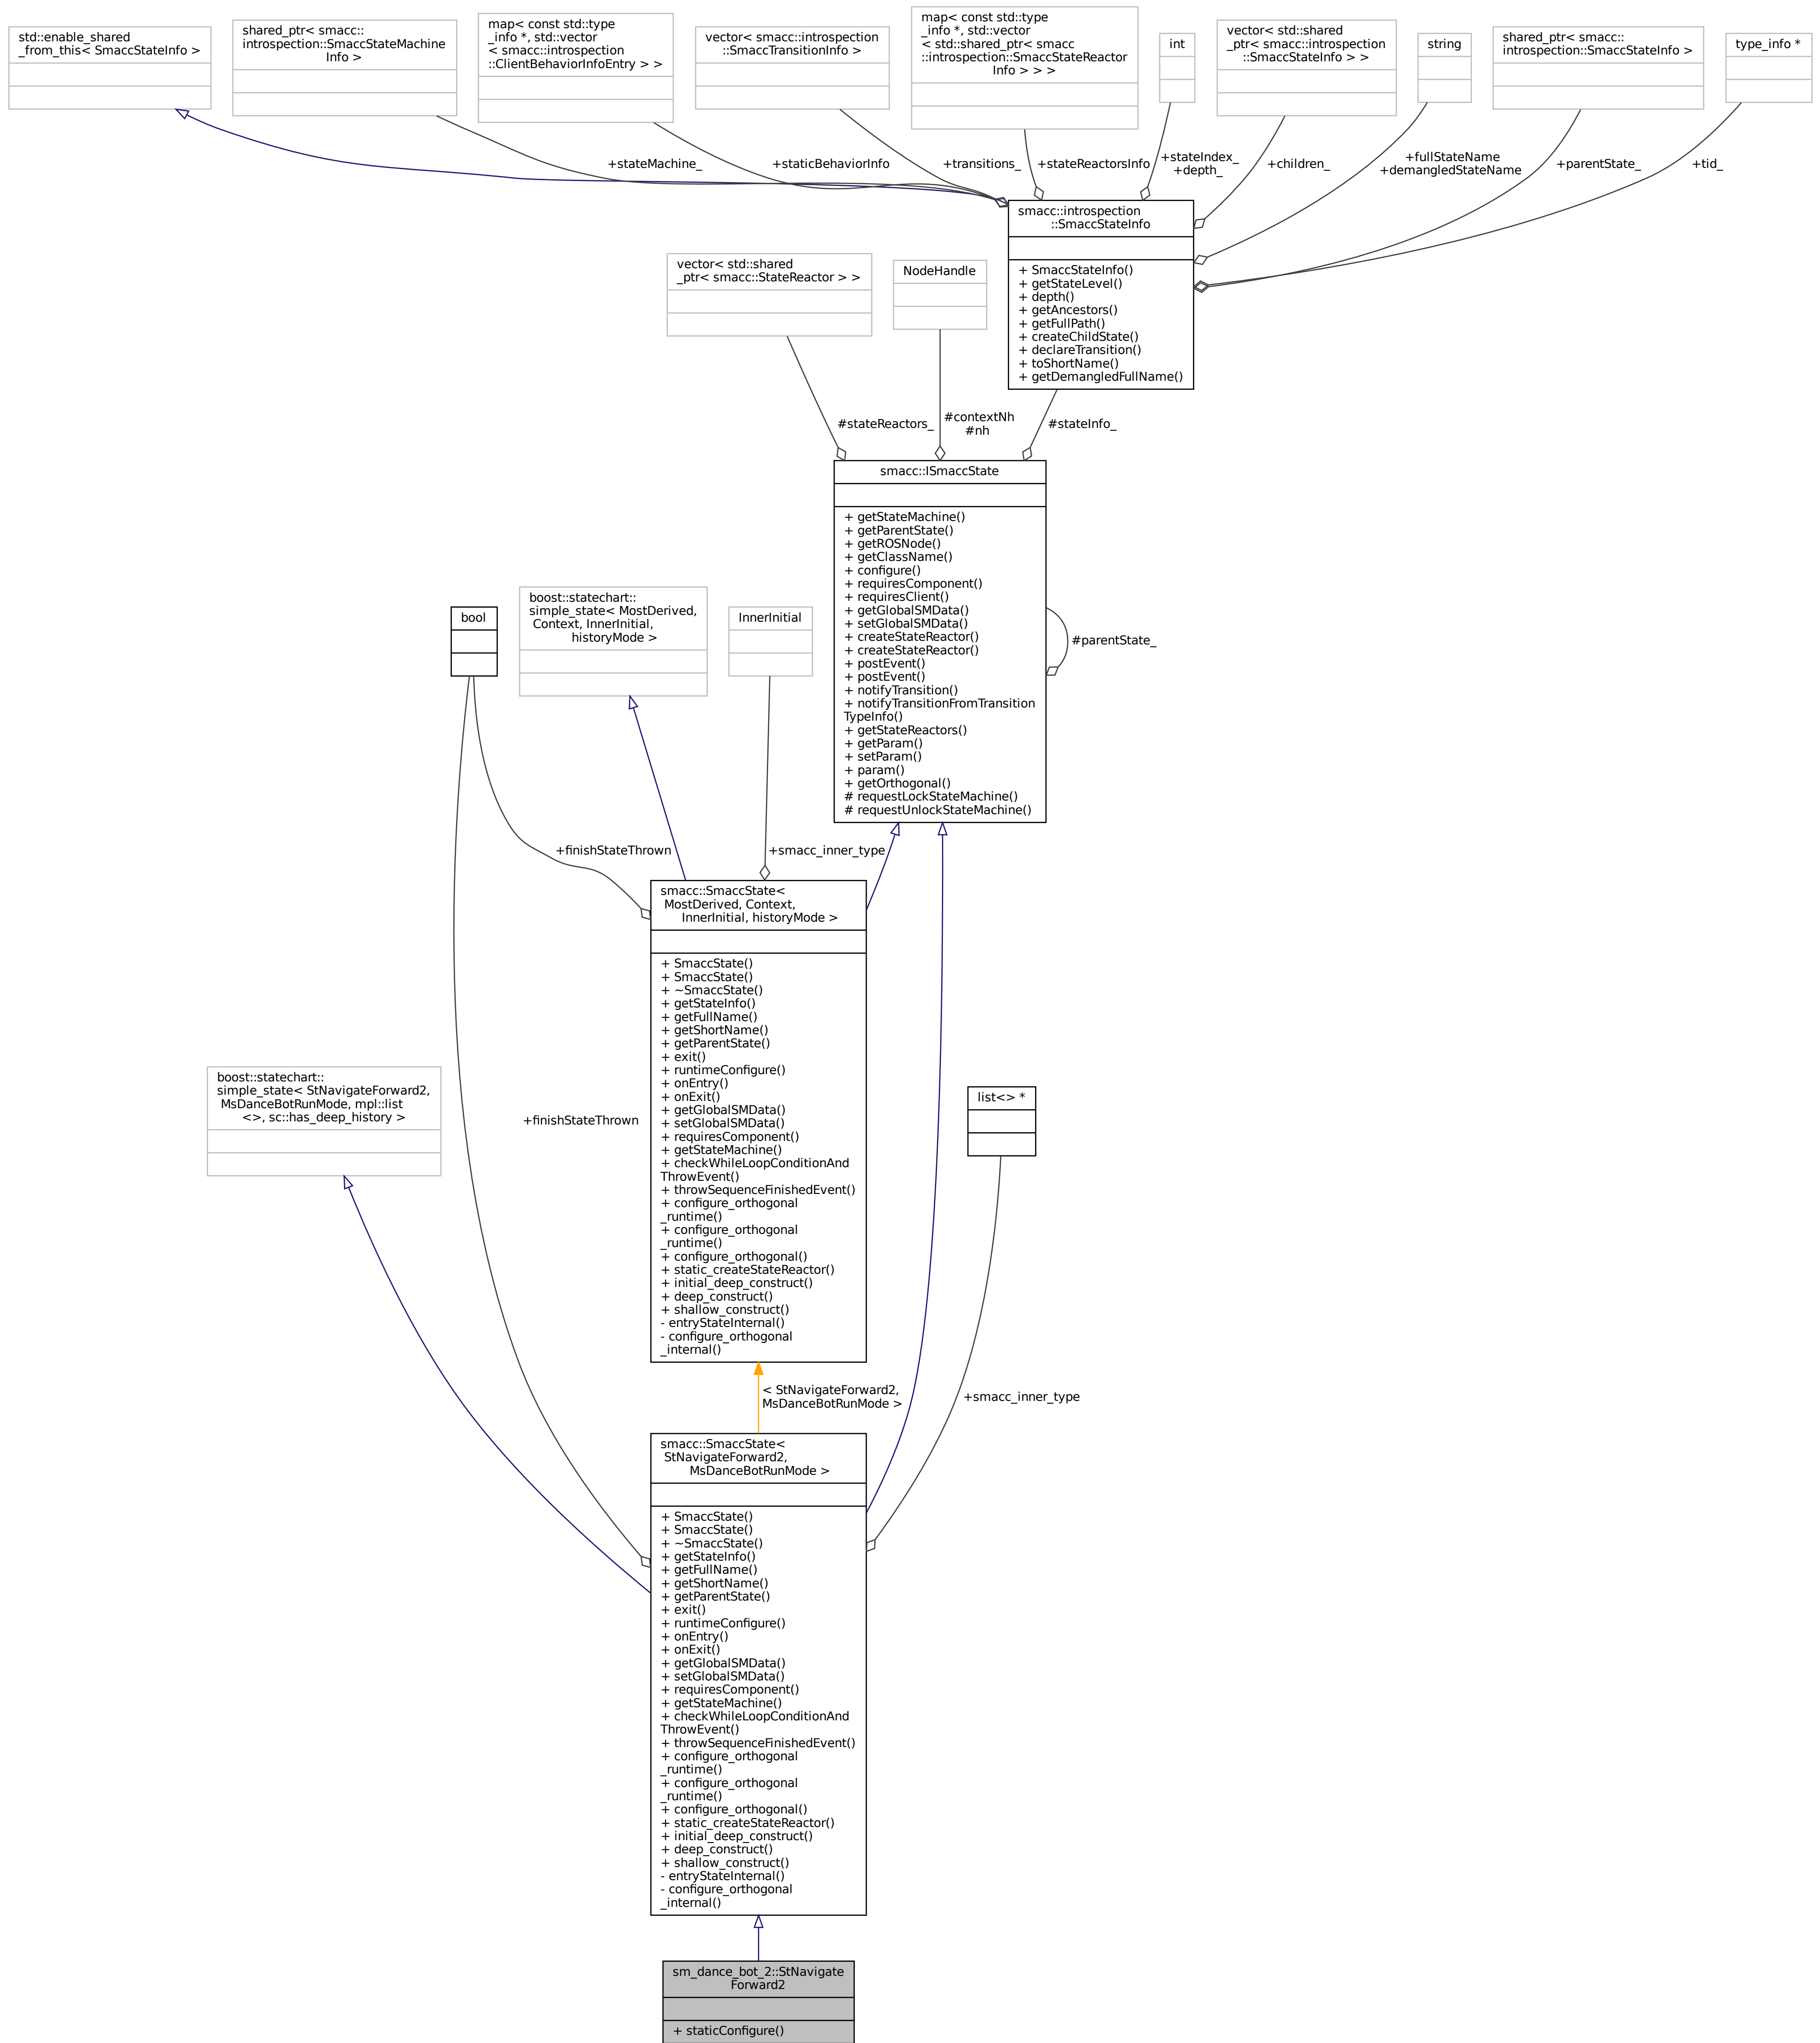 std::enable_shared
_from_this< SmaccStateInfo >
shared_ptr< smacc::
introspection::SmaccStateMachine
Info >
map< const std::type
_info *, std::vector
< smacc::introspection
::ClientBehaviorInfoEntry > >
vector< smacc::introspection
::SmaccTransitionInfo >
map< const std::type
_info *, std::vector
< std::shared_ptr< smacc
::introspection::SmaccStateReactor
Info > > >
int
vector< std::shared
_ptr< smacc::introspection
::SmaccStateInfo > >
string
shared_ptr< smacc::
introspection::SmaccStateInfo >
type_info *
+stateMachine_
+staticBehaviorInfo
+transitions_
+stateReactorsInfo
+stateIndex_
+depth_
+children_
+fullStateName
+demangledStateName
+parentState_
+tid_
smacc::introspection
::SmaccStateInfo
+ SmaccStateInfo()
+ getStateLevel()
+ depth()
+ getAncestors()
+ getFullPath()
+ createChildState()
+ declareTransition()
+ toShortName()
+ getDemangledFullName()
vector< std::shared
_ptr< smacc::StateReactor > >
NodeHandle
#stateReactors_
#contextNh
#nh
#stateInfo_
smacc::ISmaccState
+ getStateMachine()
+ getParentState()
+ getROSNode()
+ getClassName()
+ configure()
+ requiresComponent()
+ requiresClient()
+ getGlobalSMData()
+ setGlobalSMData()
+ createStateReactor()
+ createStateReactor()
+ postEvent()
+ postEvent()
+ notifyTransition()
+ notifyTransitionFromTransition
TypeInfo()
+ getStateReactors()
+ getParam()
+ setParam()
+ param()
+ getOrthogonal()
# requestLockStateMachine()
# requestUnlockStateMachine()
#parentState_
bool
boost::statechart::
simple_state< MostDerived,
Context, InnerInitial,
historyMode >
InnerInitial
+finishStateThrown
+smacc_inner_type
smacc::SmaccState<
MostDerived, Context,
InnerInitial, historyMode >
+ SmaccState()
+ SmaccState()
+ ~SmaccState()
+ getStateInfo()
+ getFullName()
+ getShortName()
+ getParentState()
+ exit()
+ runtimeConfigure()
+ onEntry()
+ onExit()
+ getGlobalSMData()
+ setGlobalSMData()
+ requiresComponent()
+ getStateMachine()
+ checkWhileLoopConditionAnd
ThrowEvent()
+ throwSequenceFinishedEvent()
+ configure_orthogonal
_runtime()
+ configure_orthogonal
_runtime()
+ configure_orthogonal()
+ static_createStateReactor()
+ initial_deep_construct()
+ deep_construct()
+ shallow_construct()
- entryStateInternal()
- configure_orthogonal
_internal()
boost::statechart::
simple_state< StNavigateForward2,
MsDanceBotRunMode, mpl::list
<>, sc::has_deep_history >
+finishStateThrown
list<> *
< StNavigateForward2,
MsDanceBotRunMode >
+smacc_inner_type
smacc::SmaccState<
StNavigateForward2,
MsDanceBotRunMode >
+ SmaccState()
+ SmaccState()
+ ~SmaccState()
+ getStateInfo()
+ getFullName()
+ getShortName()
+ getParentState()
+ exit()
+ runtimeConfigure()
+ onEntry()
+ onExit()
+ getGlobalSMData()
+ setGlobalSMData()
+ requiresComponent()
+ getStateMachine()
+ checkWhileLoopConditionAnd
ThrowEvent()
+ throwSequenceFinishedEvent()
+ configure_orthogonal
_runtime()
+ configure_orthogonal
_runtime()
+ configure_orthogonal()
+ static_createStateReactor()
+ initial_deep_construct()
+ deep_construct()
+ shallow_construct()
- entryStateInternal()
- configure_orthogonal
_internal()
sm_dance_bot_2::StNavigate
Forward2
+ staticConfigure()